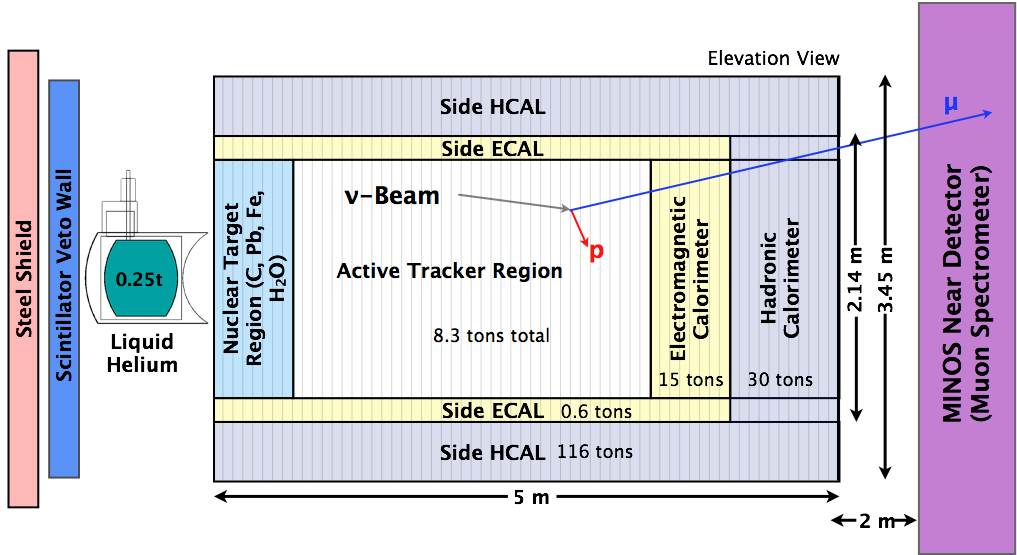 Elevation View
Steel Shield
Scintillator Veto Wall
0.25t
Liquid
Helium
Side HCAL
Side ECAL
Nuclear Target
Region (C, Pb, Fe,
H₂O)
ν-Beam
p
μ
Active Tracker Region
8.3 tons total
Electromagnetic
Calorimeter
15 tons
Hadronic
Calorimeter
30 tons
Side ECAL 0.6 tons
Side HCAL 116 tons
5 m
2 m
2.14 m
3.45 m
MINOS Near Detector
(Muon Spectrometer)